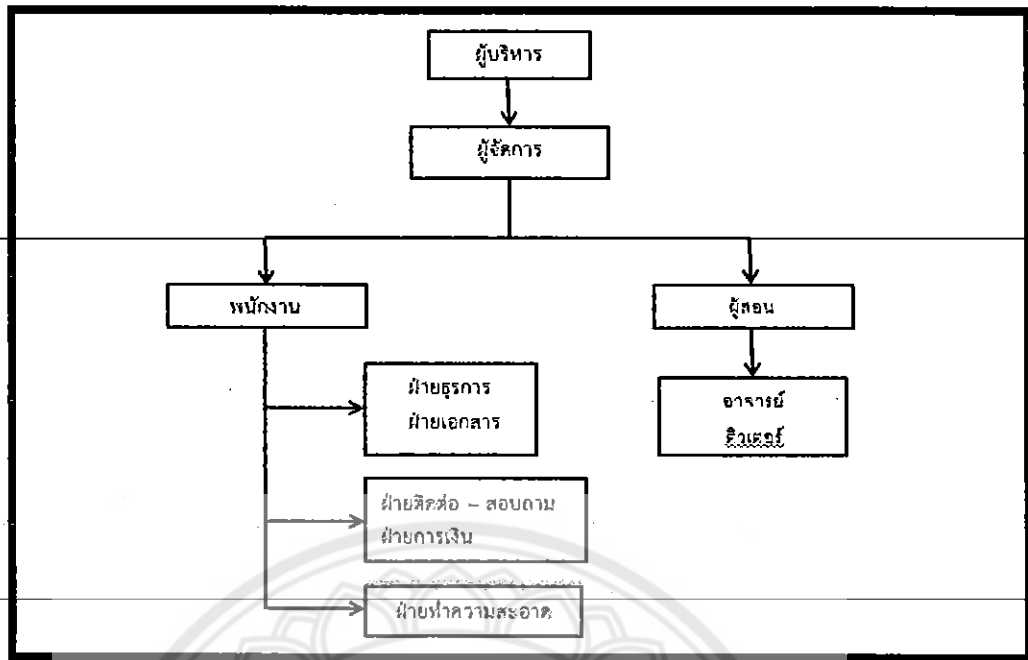 ผู้บริหาร
ผู้จัดการ
พนักงาน
ผู้สอน
ฝ่ายธุรการ
ฝ่ายเอกสาร
อาจารย์
ติวเตอร์
ฝ่ายติดต่อ – สอบถาม
ฝ่ายการเงิน
ฝ่ายทำความสะอาด